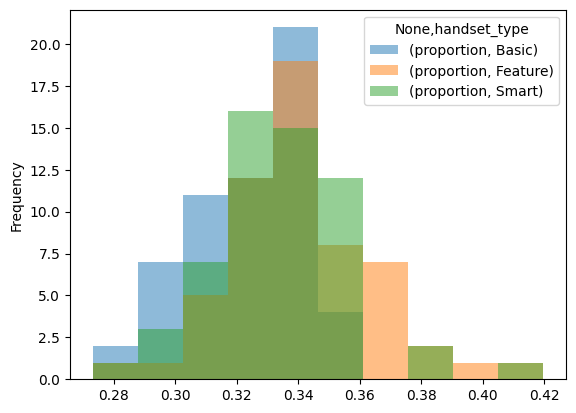 None,handset_type
(proportion, Basic)
(proportion, Feature)
(proportion, Smart)
Frequency
20.0
17.5
15.0
12.5
10.0
7.5
5.0
2.5
0.0
0.28 0.30 0.32 0.34 0.36 0.38 0.40 0.42